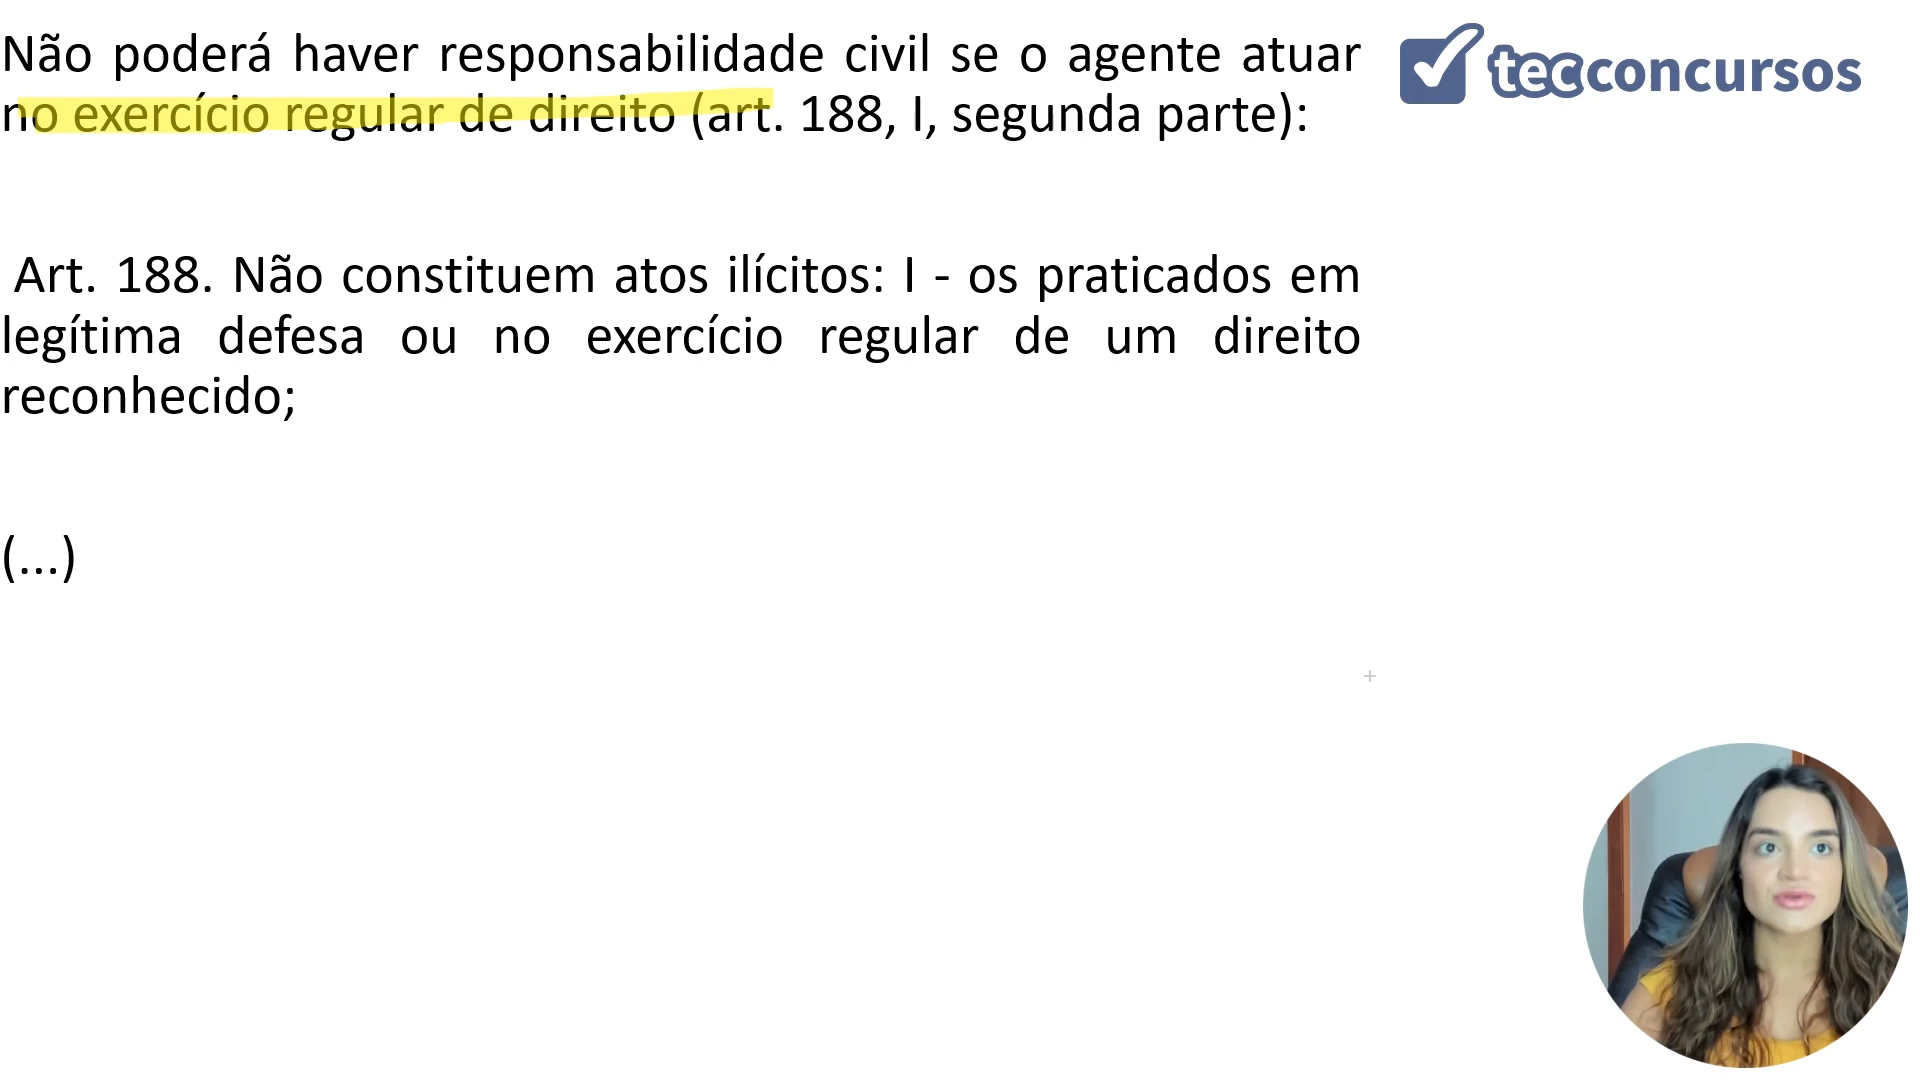 Não poderá haver responsabilidade civil se o agente atuar
no exercício regular de direito (art. 188, I, segunda parte):
tecconcursos
Art. 188. Não constituem atos ilícitos: I - os praticados em
legítima defesa ou no exercício regular de um direito
reconhecido;
(...)